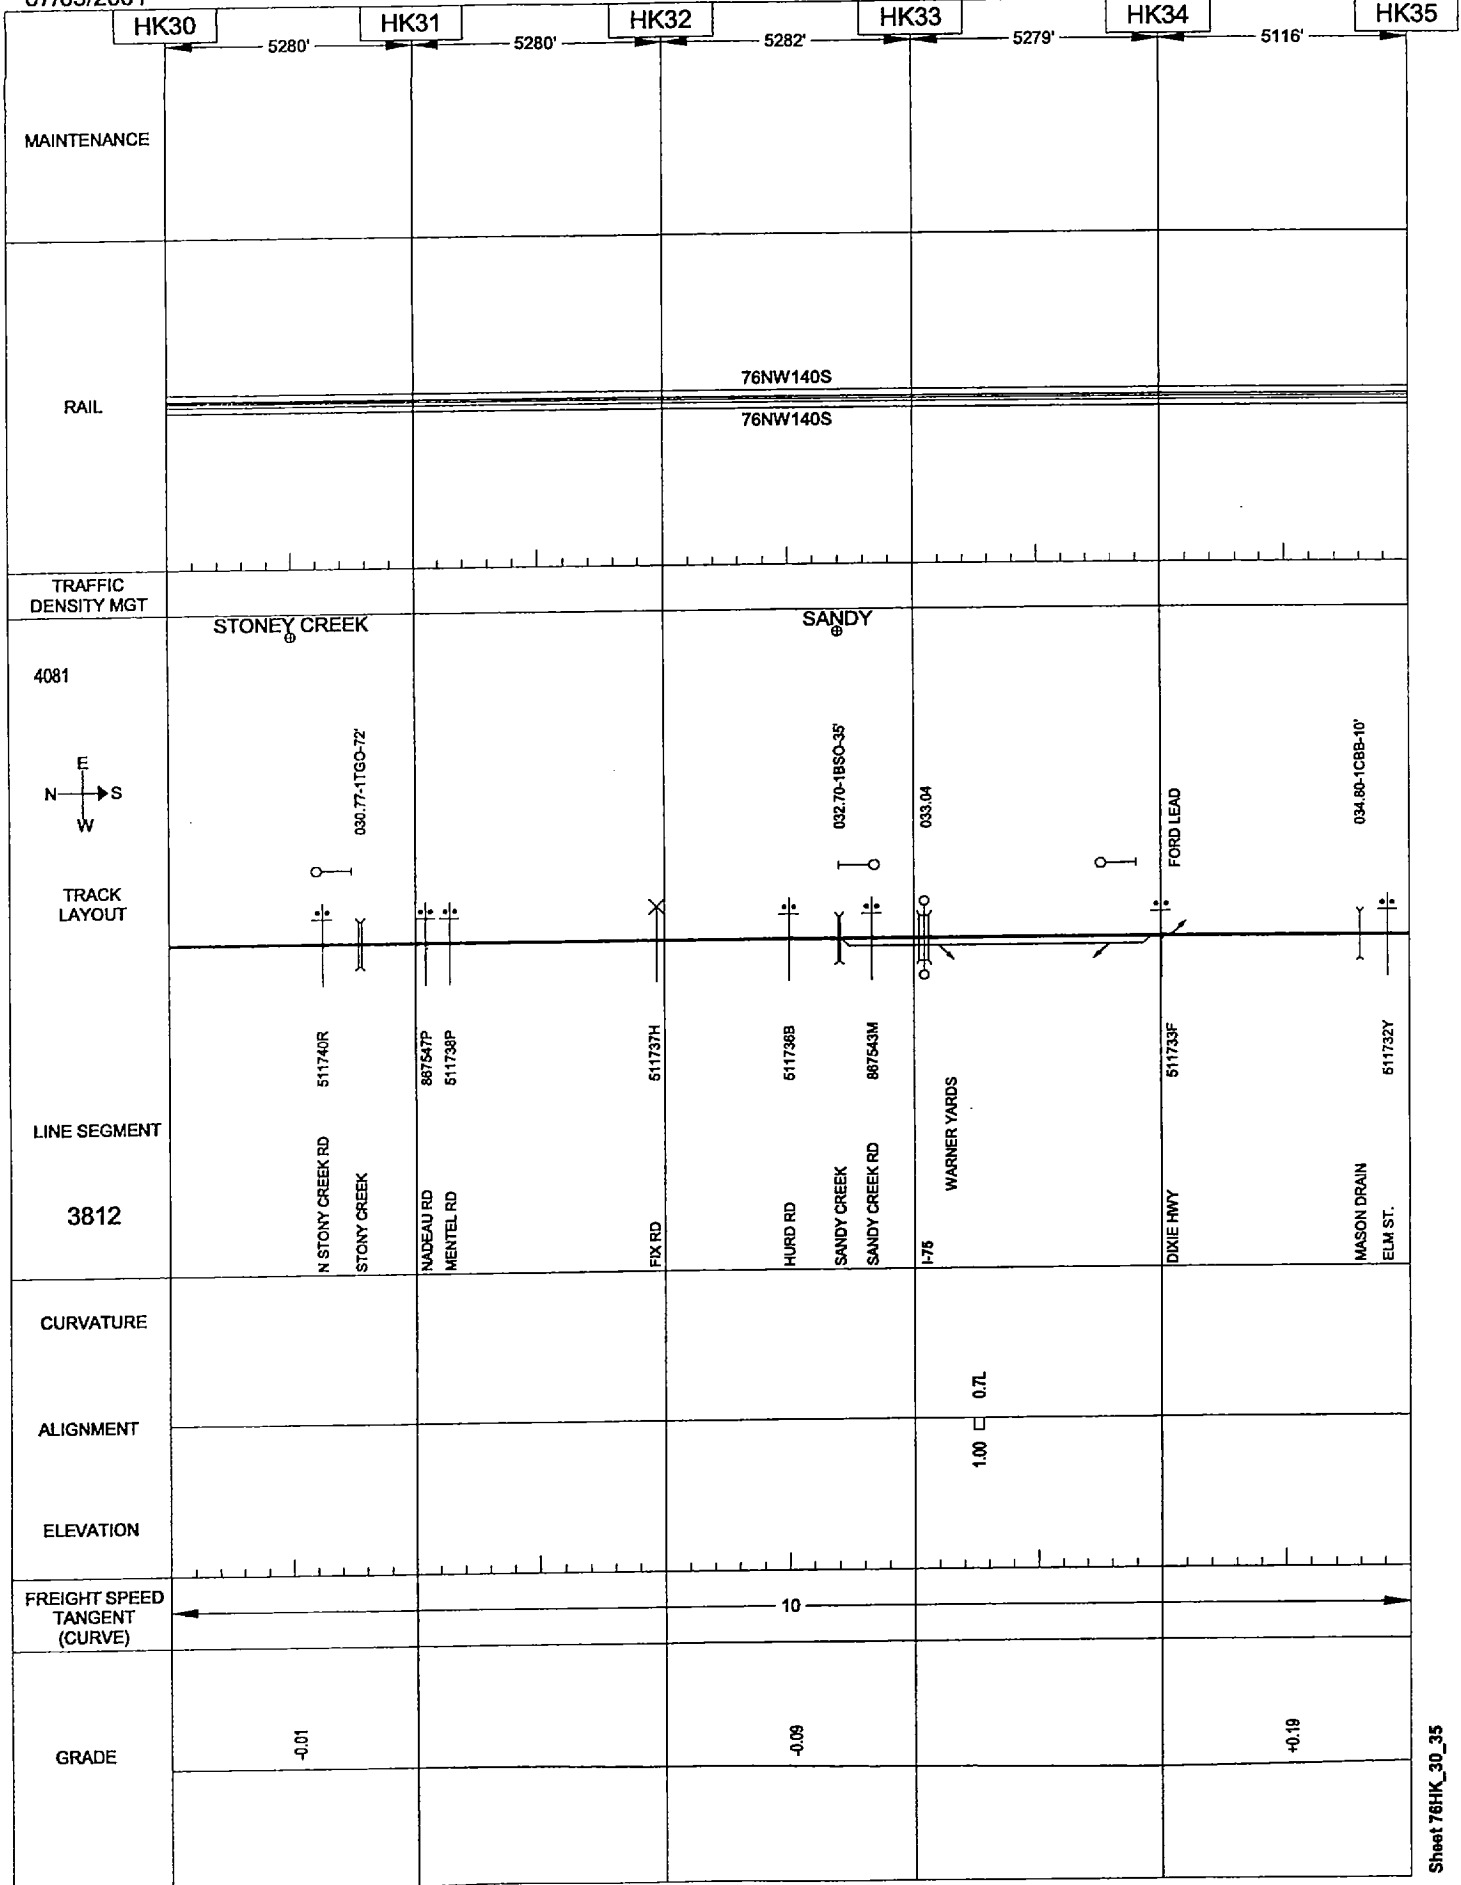 HK30
HK31
HK32
HK33
HK34
HK35
5280'
5280'
5282'
5279'
5116'
MAINTENANCE
RAIL
76NW140S
76NW140S
TRAFFIC
DENSITY MGT
STONEY CREEK
SANDY
4081
E
N
S
W
030.77-1TGO-72'
032.70-1BSO-35'
033.04
FORD LEAD
034.80-1CBB-10'
TRACK
LAYOUT
511740R
867547P
511738P
511737H
511736B
867543M
511733F
511732Y
LINE SEGMENT
3812
N STONY CREEK RD
STONY CREEK
NADEAU RD
MENTEL RD
FIX RD
HURD RD
SANDY CREEK
SANDY CREEK RD
I-75
WARNER YARDS
DIXIE HWY
MASON DRAIN
ELM ST.
CURVATURE
0.7L
ALIGNMENT
1.00
ELEVATION
FREIGHT SPEED
TANGENT
(CURVE)
10
GRADE
-0.01
-0.09
+0.19
Sheet 76HK_30_35